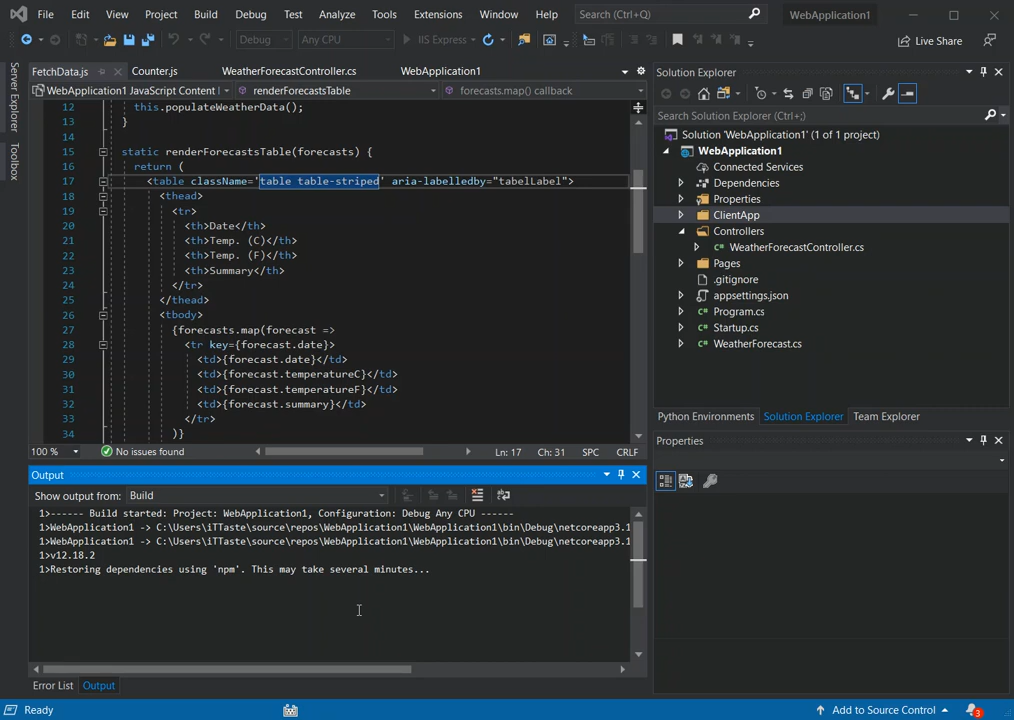 File Edit View Project Build Debug Test Analyze Tools Extensions Window Help Search (Ctrl+Q) WebApplication1
Debug Any CPU IIS Express Live Share
Server Explorer
Toolbox
FetchData.js Counter.js WeatherForecastController.cs WebApplication1
WebApplication1 JavaScript Content renderForecastsTable forecasts.map() callback
12 this.populateWeatherData();
13 }
14
15 static renderForecastsTable(forecasts) {
16 return (
17 <table className='table table-striped' aria-labelledby="tabelLabel">
18 <thead>
19 <tr>
20 <th>Date</th>
21 <th>Temp. (C)</th>
22 <th>Temp. (F)</th>
23 <th>Summary</th>
24 </tr>
25 </thead>
26 <tbody>
27 {forecasts.map(forecast =>
28 <tr key={forecast.date}>
29 <td>{forecast.date}</td>
30 <td>{forecast.temperatureC}</td>
31 <td>{forecast.temperatureF}</td>
32 <td>{forecast.summary}</td>
33 </tr>
34 )}
100 % No issues found Ln: 17 Ch: 31 SPC CRLF
Output
Show output from: Build
1>------ Build started: Project: WebApplication1, Configuration: Debug Any CPU ------
1>WebApplication1 -> C:\Users\iTTaste\source\repos\WebApplication1\WebApplication1\bin\Debug\netcoreapp3.1
1>WebApplication1 -> C:\Users\iTTaste\source\repos\WebApplication1\WebApplication1\bin\Debug\netcoreapp3.1
1>v12.18.2
1>Restoring dependencies using 'npm'. This may take several minutes...
Error List Output
Solution Explorer
Search Solution Explorer (Ctrl+;)
Solution 'WebApplication1' (1 of 1 project)
WebApplication1
Connected Services
Dependencies
Properties
ClientApp
Controllers
C# WeatherForecastController.cs
Pages
.gitignore
appsettings.json
C# Program.cs
C# Startup.cs
C# WeatherForecast.cs
Python Environments Solution Explorer Team Explorer
Properties
Ready Add to Source Control 3